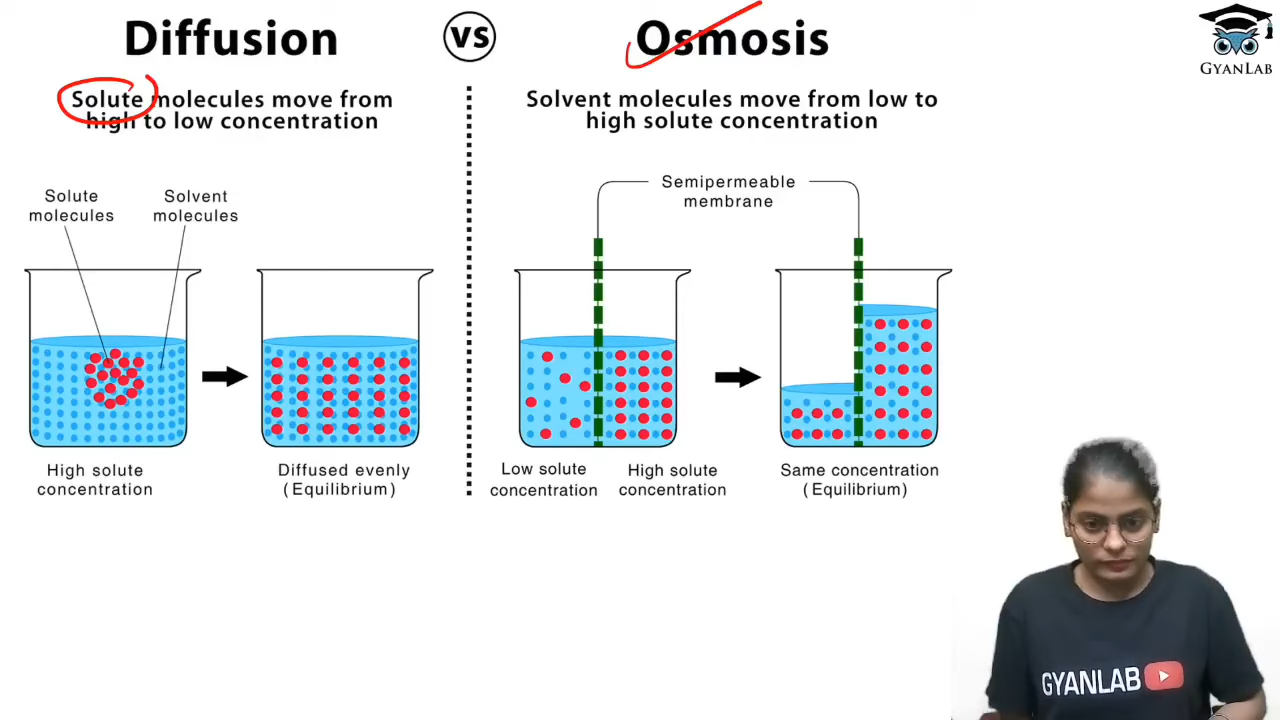 Diffusion
VS
Osmosis
GYANLAB
Solute molecules move from
high to low concentration
Solvent molecules move from low to
high solute concentration
Solute
molecules
Solvent
molecules
Semipermeable
membrane
High solute
concentration
Diffused evenly
(Equilibrium)
Low solute
concentration
High solute
concentration
Same concentration
(Equilibrium)
GYANLAB